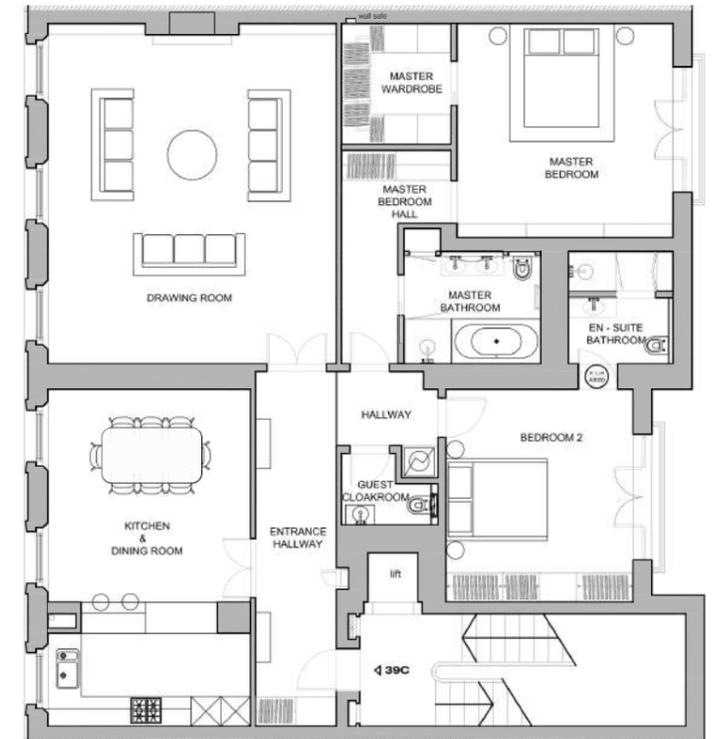 wall safe
MASTER
WARDROBE
MASTER
BEDROOM
MASTER
BEDROOM
HALL
DRAWING ROOM
MASTER
BATHROOM
EN - SUITE
BATHROOM
HALLWAY
BEDROOM 2
GUEST
CLOAKROOM
KITCHEN
&
DINING ROOM
ENTRANCE
HALLWAY
lift
39C